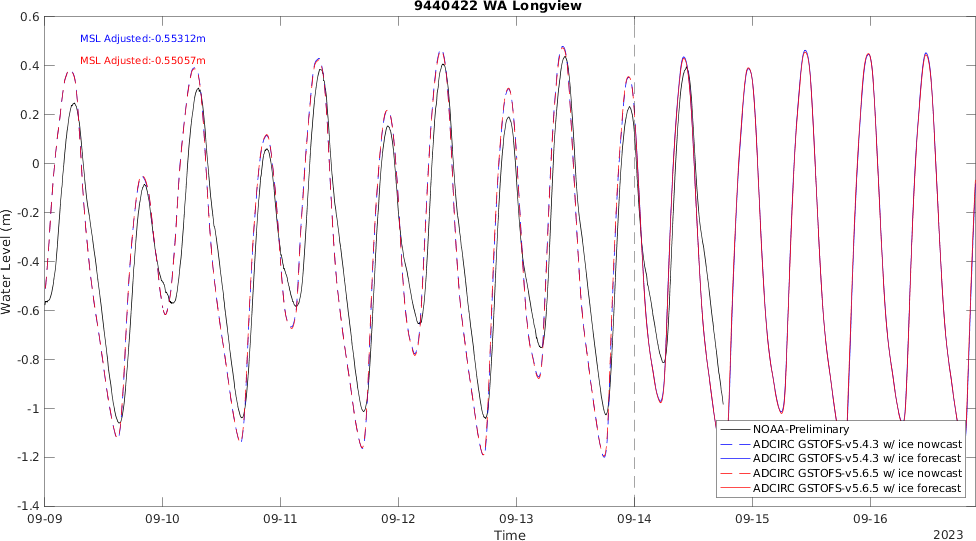 9440422 WA Longview
MSL Adjusted:-0.55312m
MSL Adjusted:-0.55057m
Water Level (m)
0.6
0.4
0.2
0
-0.2
-0.4
-0.6
-0.8
-1
-1.2
-1.4
NOAA-Preliminary
ADCIRC GSTOFS-v5.4.3 w/ ice nowcast
ADCIRC GSTOFS-v5.4.3 w/ ice forecast
ADCIRC GSTOFS-v5.6.5 w/ ice nowcast
ADCIRC GSTOFS-v5.6.5 w/ ice forecast
09-09 09-10 09-11 09-12 09-13 09-14 09-15 09-16
Time
2023